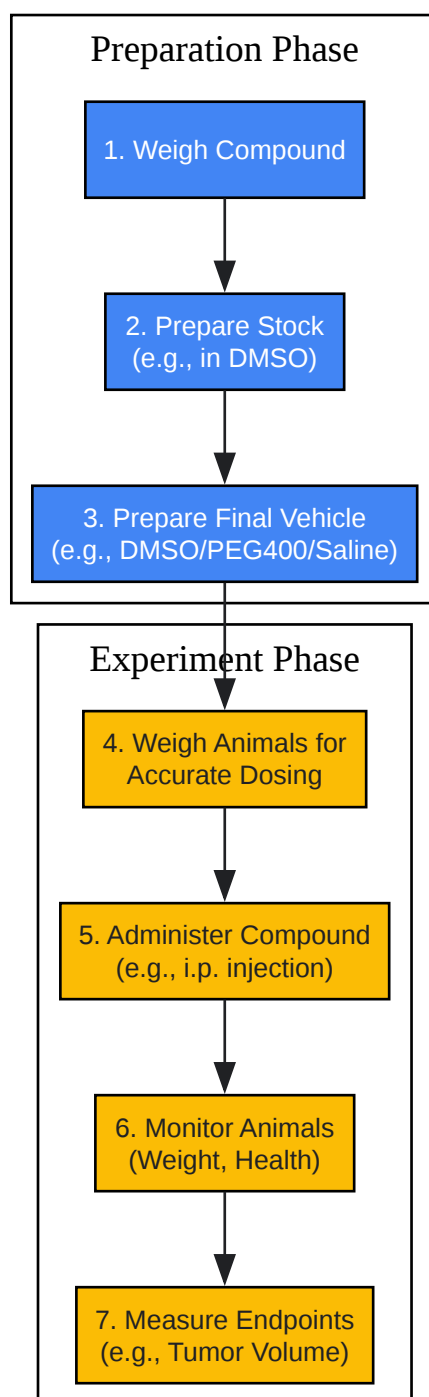 Preparation Phase
1. Weigh Compound
2. Prepare Stock
(e.g., in DMSO)
3. Prepare Final Vehicle
(e.g., DMSO/PEG400/Saline)
Experiment Phase
4. Weigh Animals for
Accurate Dosing
5. Administer Compound
(e.g., i.p. injection)
6. Monitor Animals
(Weight, Health)
7. Measure Endpoints
(e.g., Tumor Volume)